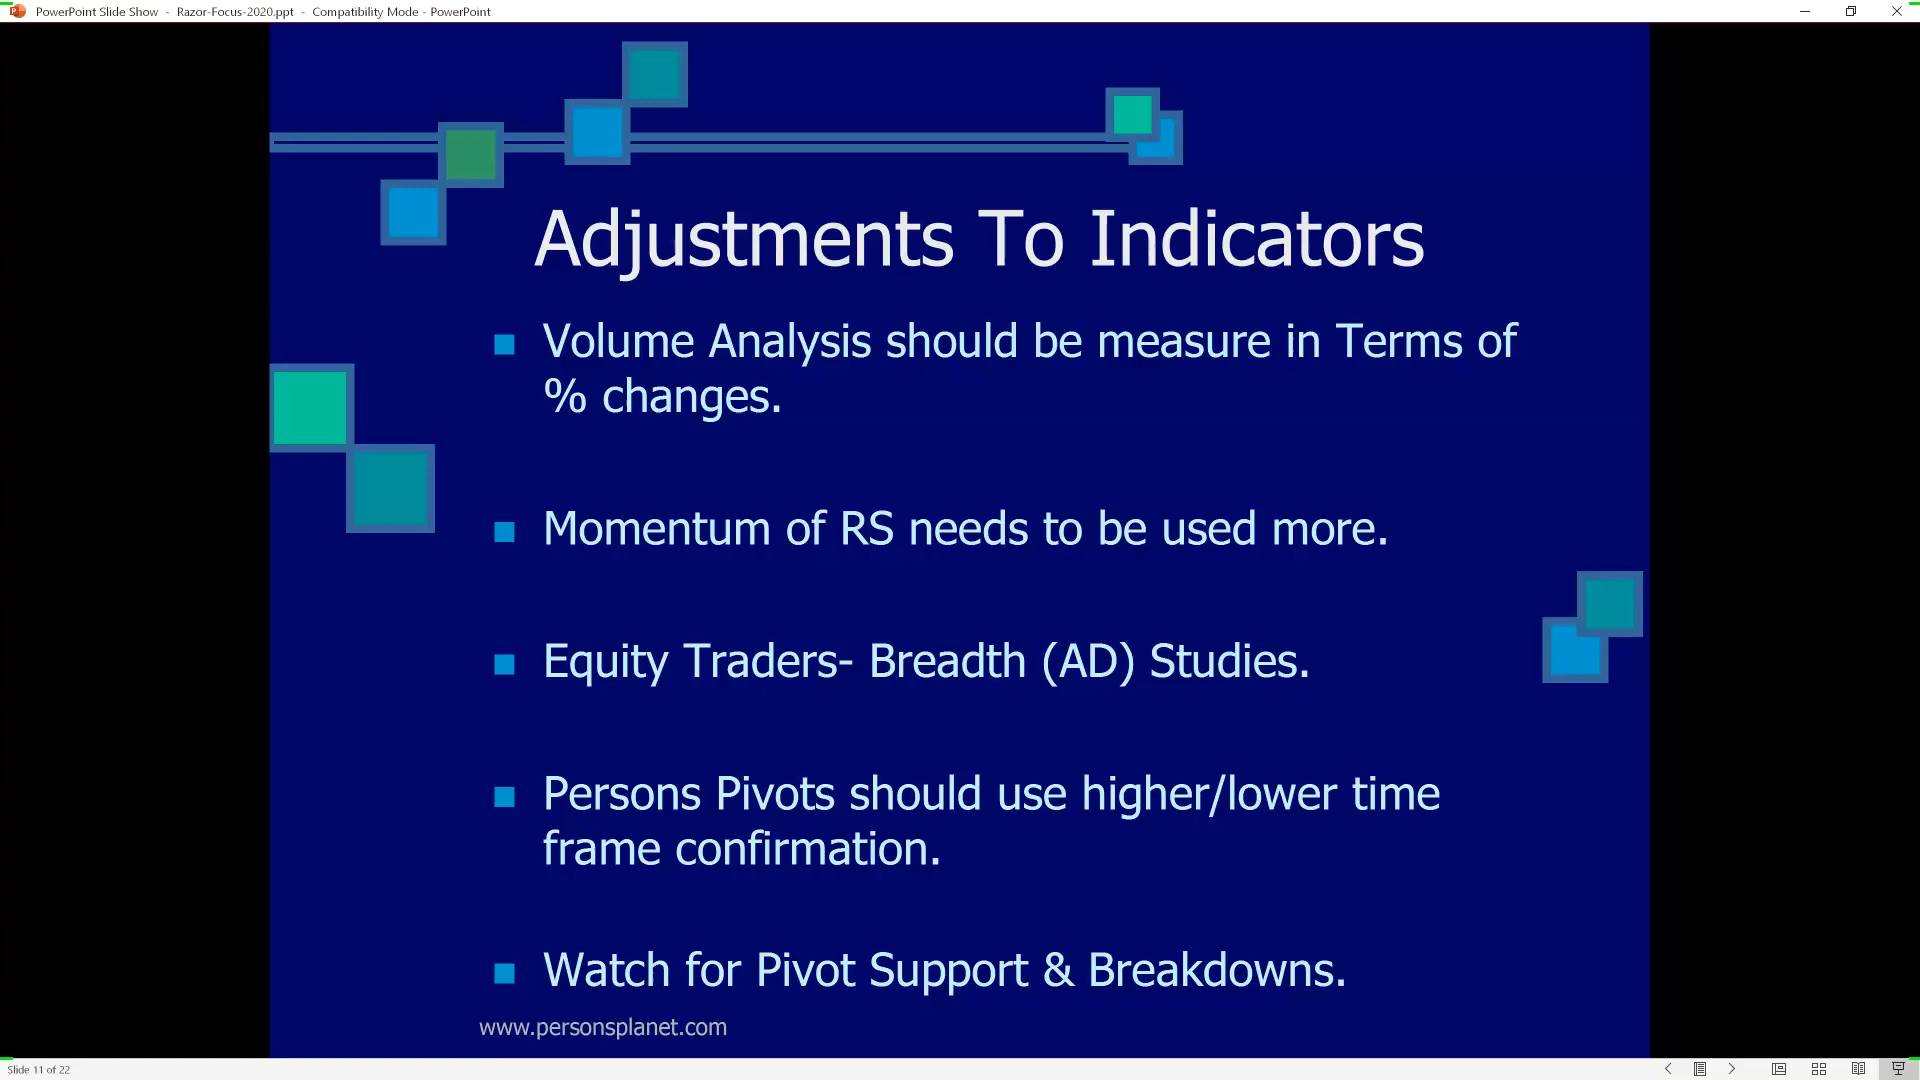 PowerPoint Slide Show - Razor-Focus-2020.ppt - Compatibility Mode - PowerPoint
Adjustments To Indicators
Volume Analysis should be measure in Terms of
% changes.
Momentum of RS needs to be used more.
Equity Traders- Breadth (AD) Studies.
Persons Pivots should use higher/lower time
frame confirmation.
Watch for Pivot Support & Breakdowns.
www.personsplanet.com
Slide 11 of 22